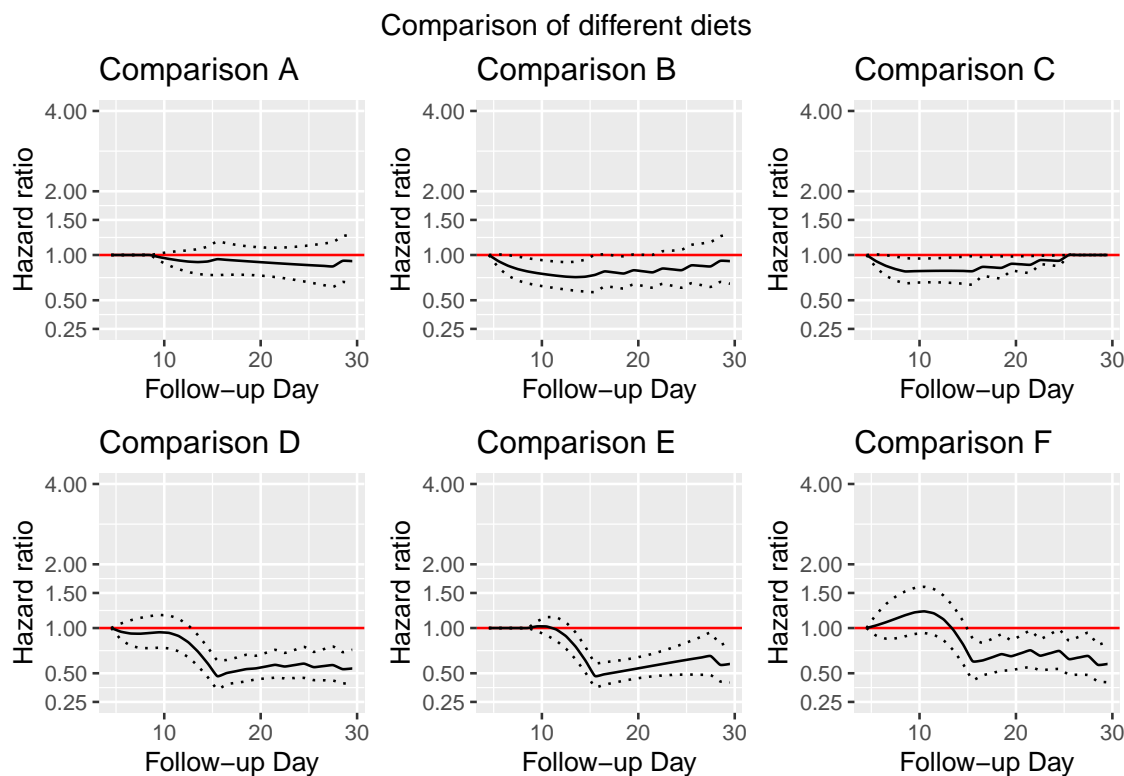 Comparison of different diets
Comparison A
Hazard ratio
4.00
2.00
1.50
1.00
0.50
0.25
10 20 30
Follow−up Day
Comparison B
Hazard ratio
4.00
2.00
1.50
1.00
0.50
0.25
10 20 30
Follow−up Day
Comparison C
Hazard ratio
4.00
2.00
1.50
1.00
0.50
0.25
10 20 30
Follow−up Day
Comparison D
Hazard ratio
4.00
2.00
1.50
1.00
0.50
0.25
10 20 30
Follow−up Day
Comparison E
Hazard ratio
4.00
2.00
1.50
1.00
0.50
0.25
10 20 30
Follow−up Day
Comparison F
Hazard ratio
4.00
2.00
1.50
1.00
0.50
0.25
10 20 30
Follow−up Day